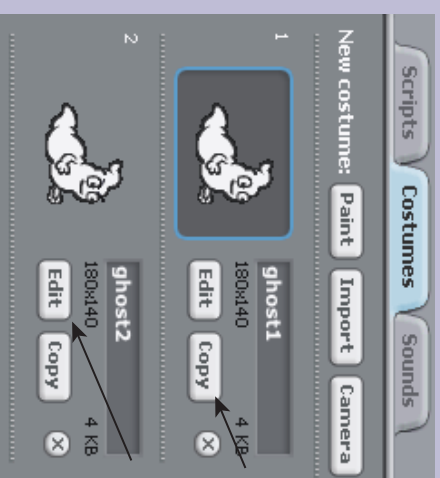 Scripts Costumes Sounds
New costume: Paint Import Camera
1
ghost1
180x140 4 KB
Edit Copy X
2
ghost2
180x140 4 KB
Edit Copy X